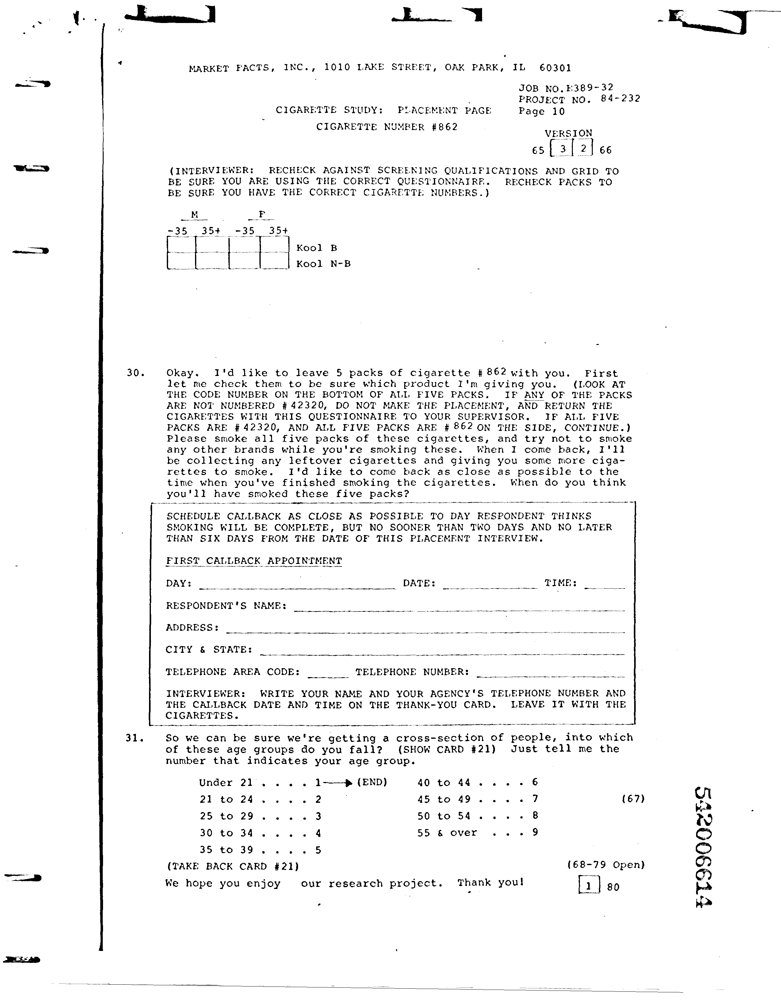 MARKET FACTS, INC., 1010 LAKE STREET, OAK PARK, IL 60301
JOB NO.E389-32
PROJECT NO. 84-232
CIGARETTE STUDY: PLACEMENT PAGE Page 10
CIGARETTE NUMBER #862
VERSION
65 3 2 66
(INTERVIEWER: RECHECK AGAINST SCREENING QUALIFICATIONS AND GRID TO
BE SURE YOU ARE USING THE CORRECT QUESTIONNAIRE. RECHECK PACKS TO
BE SURE YOU HAVE THE CORRECT CIGARETTE NUMBERS.)
M F
-35 35+ -35 35+
Kool B
Kool N-B
30. Okay. I'd like to leave 5 packs of cigarette #862 with you. First
let me check them to be sure which product I'm giving you. (LOOK AT
THE CODE NUMBER ON THE BOTTOM OF ALL FIVE PACKS. IF ANY OF THE PACKS
ARE NOT NUMBERED #42320, DO NOT MAKE THE PLACEMENT, AND RETURN THE
CIGARETTES WITH THIS QUESTIONNAIRE TO YOUR SUPERVISOR. IF ALL FIVE
PACKS ARE #42320, AND ALL FIVE PACKS ARE #862 ON THE SIDE, CONTINUE.)
Please smoke all five packs of these cigarettes, and try not to smoke
any other brands while you're smoking these. When I come back, I'll
be collecting any leftover cigarettes and giving you some more ciga-
rettes to smoke. I'd like to come back as close as possible to the
time when you've finished smoking the cigarettes. When do you think
you'll have smoked these five packs?
SCHEDULE CALLBACK AS CLOSE AS POSSIBLE TO DAY RESPONDENT THINKS
SMOKING WILL BE COMPLETE, BUT NO SOONER THAN TWO DAYS AND NO LATER
THAN SIX DAYS FROM THE DATE OF THIS PLACEMENT INTERVIEW.
FIRST CALLBACK APPOINTMENT
DAY: DATE: TIME:
RESPONDENT'S NAME:
ADDRESS:
CITY & STATE:
TELEPHONE AREA CODE: TELEPHONE NUMBER:
INTERVIEWER: WRITE YOUR NAME AND YOUR AGENCY'S TELEPHONE NUMBER AND
THE CALLBACK DATE AND TIME ON THE THANK-YOU CARD. LEAVE IT WITH THE
CIGARETTES.
31. So we can be sure we're getting a cross-section of people, into which
of these age groups do you fall? (SHOW CARD #21) Just tell me the
number that indicates your age group.
Under 21 . . . . 1 (END) 40 to 44 . . . . 6
21 to 24 . . . . 2 45 to 49 . . . . 7 (67)
25 to 29 . . . . 3 50 to 54 . . . . 8
30 to 34 . . . . 4 55 & over . . . 9
35 to 39 . . . . 5
(TAKE BACK CARD #21) (68-79 Open)
We hope you enjoy our research project. Thank you! 1 80
542006614